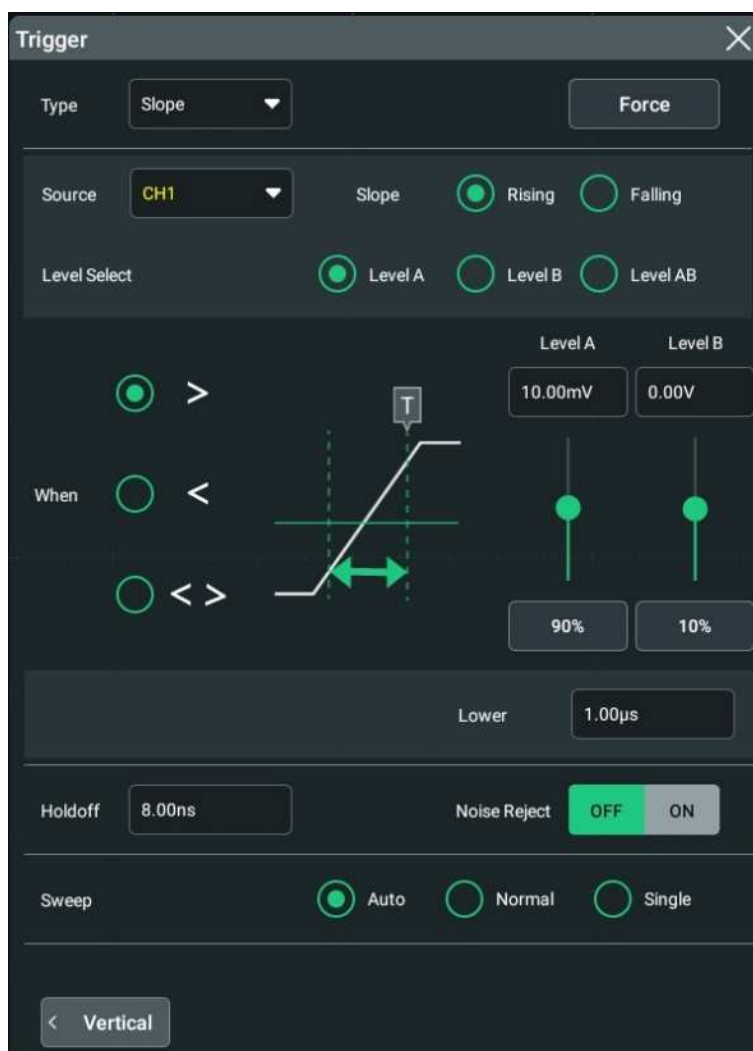 Trigger
Type Slope Force
Source CH1 Slope Rising Falling
Level Select Level A Level B Level AB
Level A Level B
> T 10.00mV 0.00V
When <
< >
90% 10%
Lower 1.00μs
Holdoff 8.00ns Noise Reject OFF ON
Sweep Auto Normal Single
< Vertical